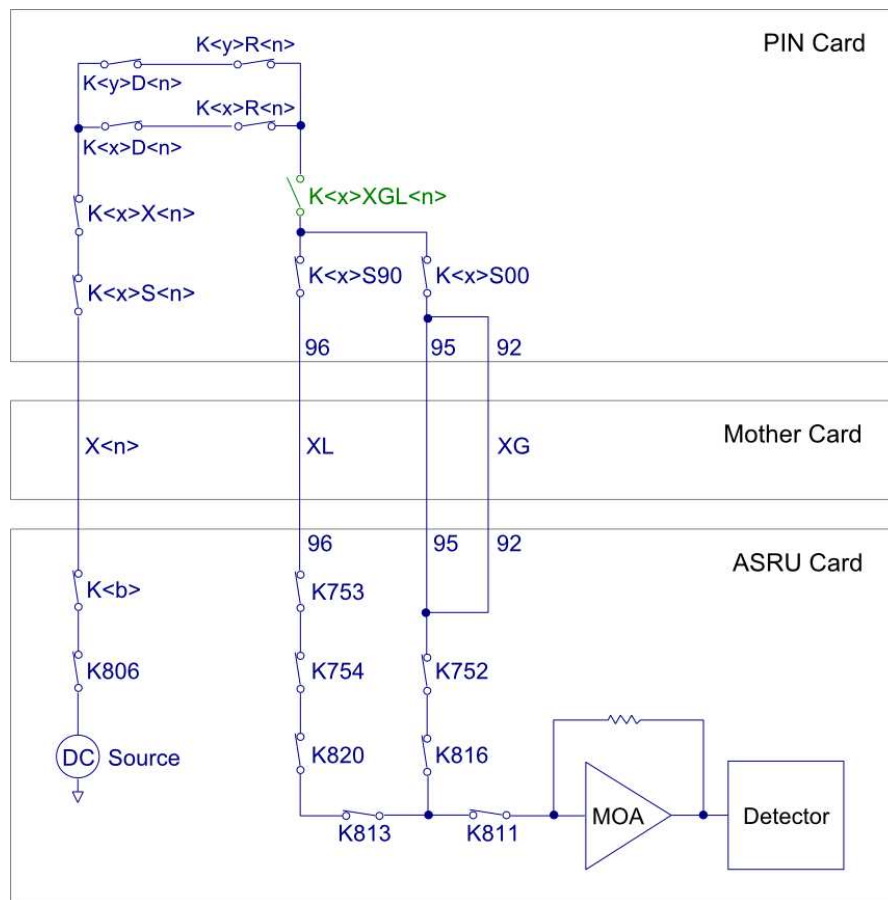 PIN Card
K<y>R<n>
K<y>D<n>
K<x>R<n>
K<x>D<n>
K<x>XGL<n>
K<x>X<n>
K<x>S90
K<x>S00
K<x>S<n>
96
95
92
Mother Card
X<n>
XL
XG
96
95
92
ASRU Card
K<b>
K753
K806
K754
K752
DC
Source
K820
K816
K813
K811
MOA
Detector